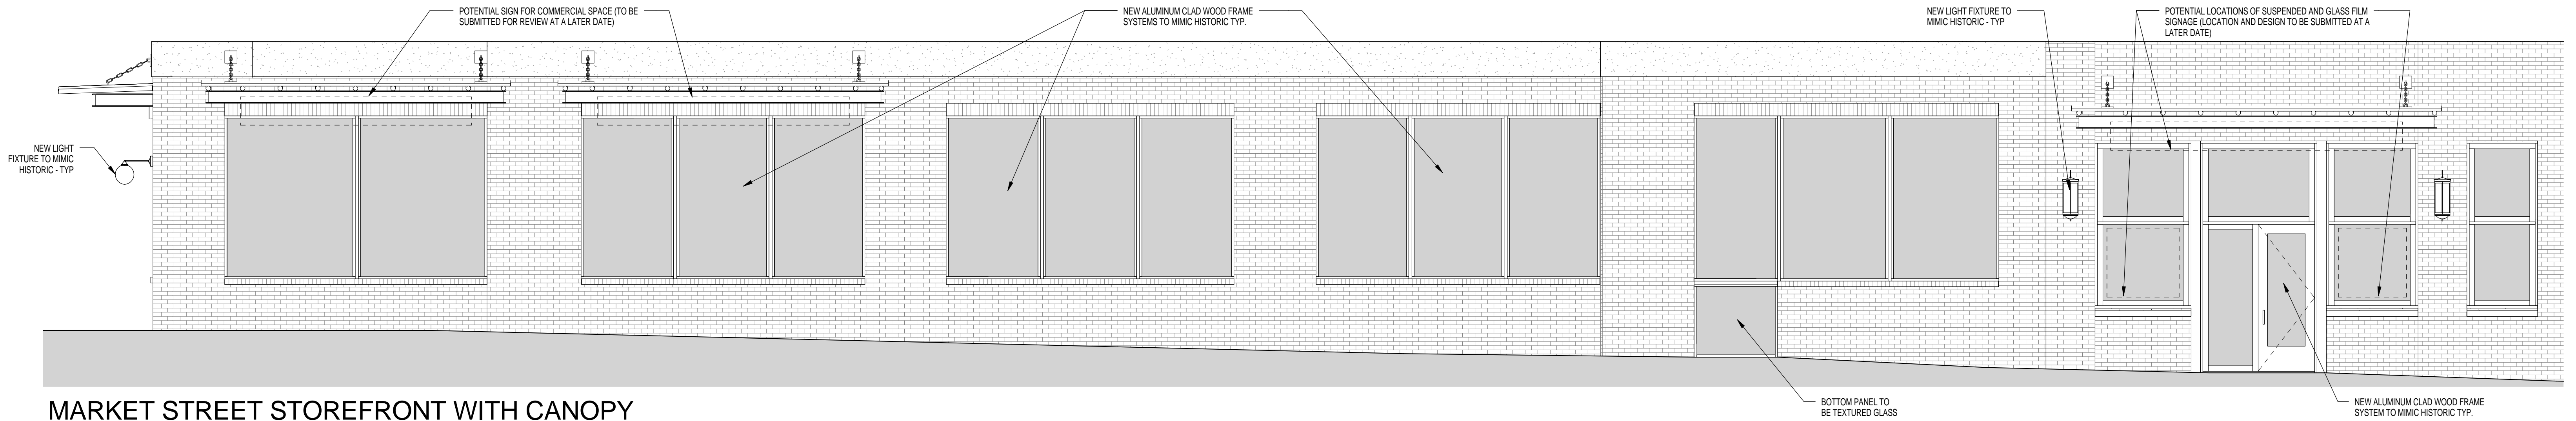 POTENTIAL SIGN FOR COMMERCIAL SPACE (TO BE
SUBMITTED FOR REVIEW AT A LATER DATE)
NEW ALUMINUM CLAD WOOD FRAME
SYSTEMS TO MIMIC HISTORIC TYP.
NEW LIGHT FIXTURE TO
MIMIC HISTORIC - TYP
POTENTIAL LOCATIONS OF SUSPENDED AND GLASS FILM
SIGNAGE (LOCATION AND DESIGN TO BE SUBMITTED AT A
LATER DATE)
NEW LIGHT
FIXTURE TO MIMIC
HISTORIC - TYP
BOTTOM PANEL TO
BE TEXTURED GLASS
NEW ALUMINUM CLAD WOOD FRAME
SYSTEM TO MIMIC HISTORIC TYP.
MARKET STREET STOREFRONT WITH CANOPY